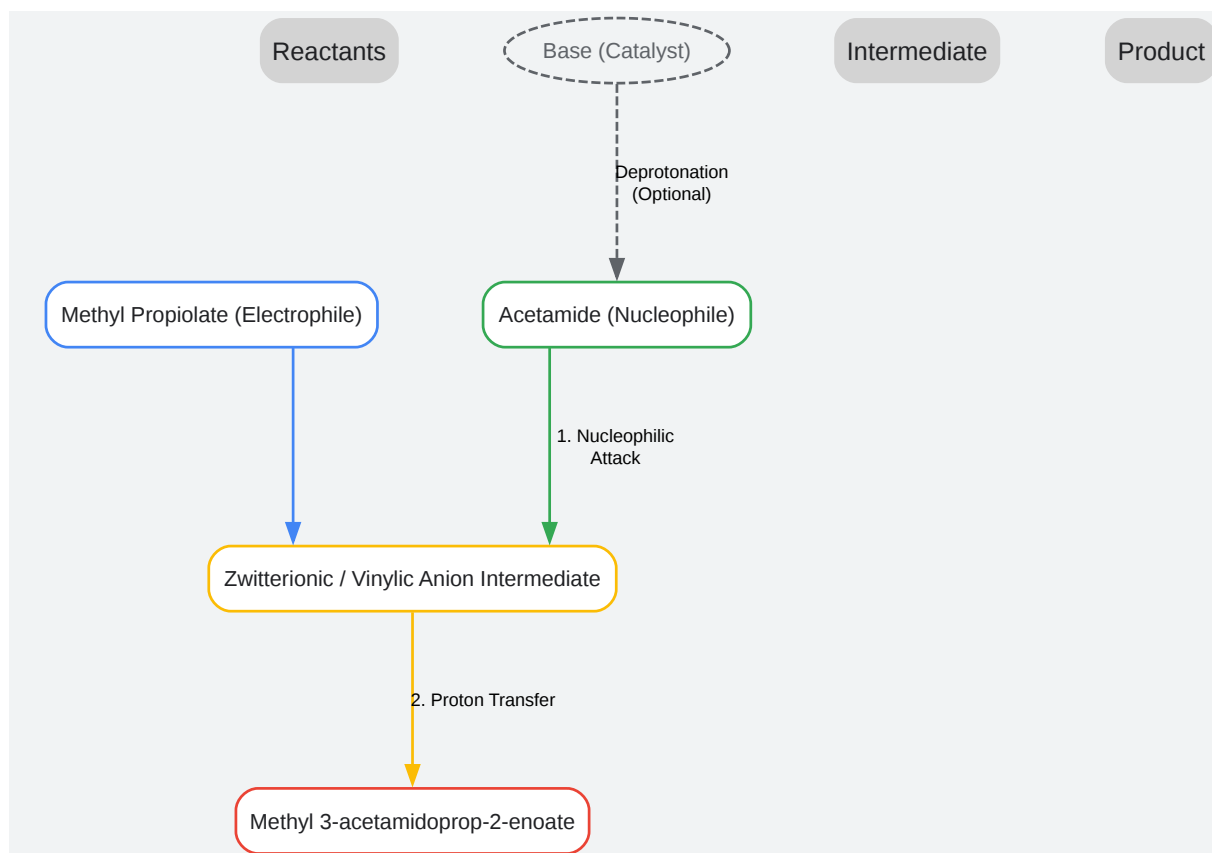 Reactants
Base (Catalyst)
Intermediate
Product
Deprotonation
(Optional)
Methyl Propiolate (Electrophile)
Acetamide (Nucleophile)
1. Nucleophilic
Attack
Zwitterionic / Vinylic Anion Intermediate
2. Proton Transfer
Methyl 3-acetamidoprop-2-enoate